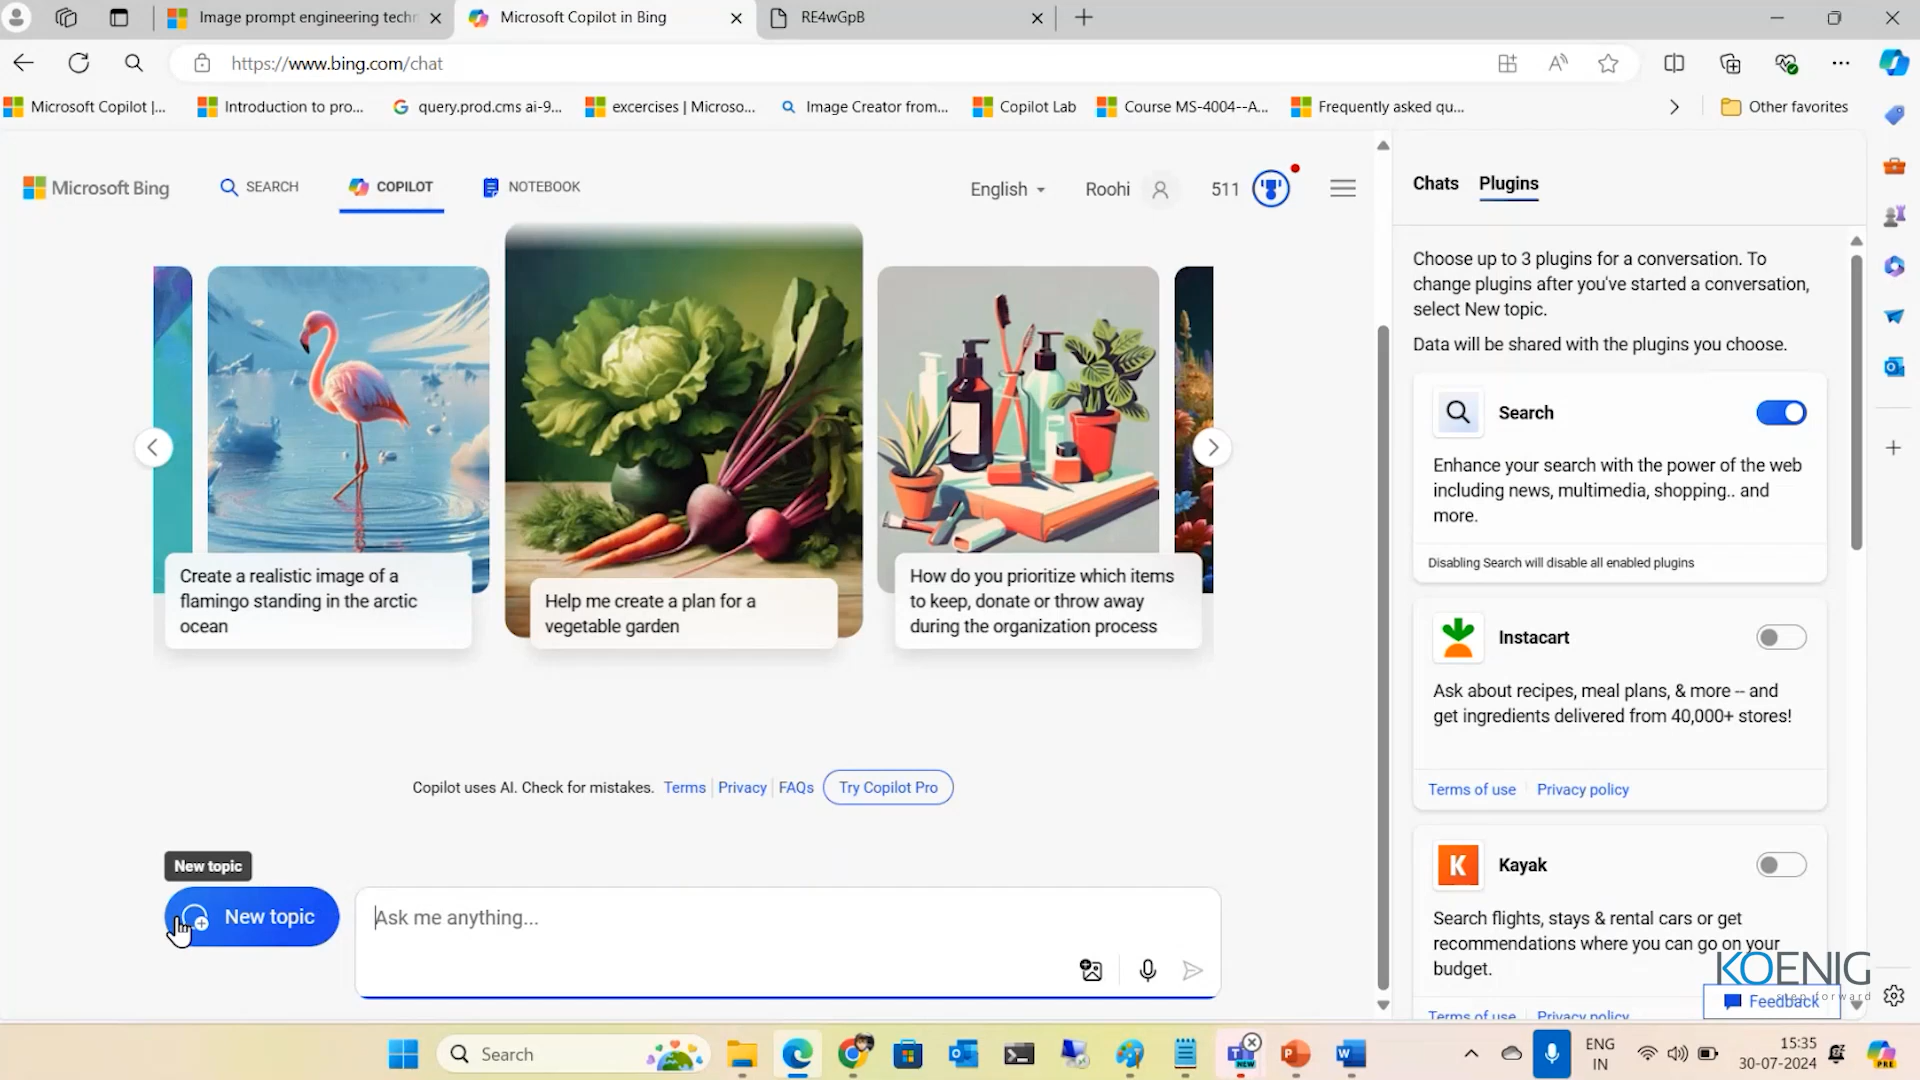 Image prompt engineering techn
Microsoft Copilot in Bing
RE4wGpB
https://www.bing.com/chat
Microsoft Copilot |...
Introduction to pro...
query.prod.cms ai-9...
excercises | Microso...
Image Creator from...
Copilot Lab
Course MS-4004--A...
Frequently asked qu...
Other favorites
Microsoft Bing
SEARCH
COPILOT
NOTEBOOK
English
Roohi
511
Create a realistic image of a
flamingo standing in the arctic
ocean
Help me create a plan for a
vegetable garden
How do you prioritize which items
to keep, donate or throw away
during the organization process
Copilot uses AI. Check for mistakes. Terms Privacy FAQs Try Copilot Pro
New topic
New topic
Ask me anything...
Chats Plugins
Choose up to 3 plugins for a conversation. To
change plugins after you've started a conversation,
select New topic.
Data will be shared with the plugins you choose.
Search
Enhance your search with the power of the web
including news, multimedia, shopping.. and
more.
Disabling Search will disable all enabled plugins
Instacart
Ask about recipes, meal plans, & more -- and
get ingredients delivered from 40,000+ stores!
Terms of use Privacy policy
K
Kayak
Search flights, stays & rental cars or get
recommendations where you can go on your
budget.
Terms of use Privacy policy
KOENIG
step forward
Feedback
Search
NEW
ENG
IN
15:35
30-07-2024
PRE